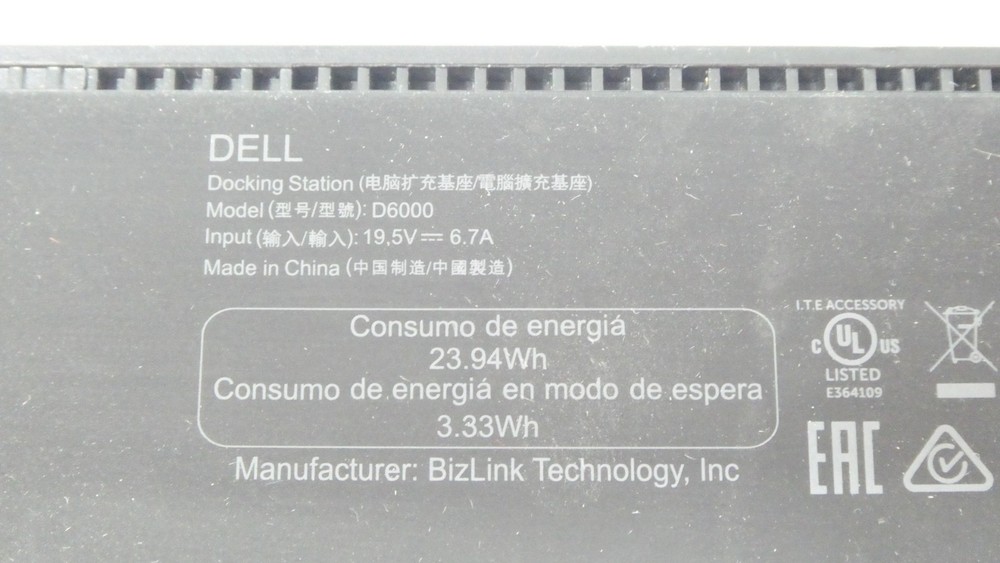 DELL
Docking Station (电脑扩充基座/電腦擴充基座)
Model (型号/型號): D6000
Input (输入/輸入): 19.5V⎓ 6.7A
Made in China (中国制造/中國製造)
Consumo de energiá
23.94Wh
Consumo de energiá en modo de espera
3.33Wh
Manufacturer: BizLink Technology, Inc
I.T.E ACCESSORY
c UL US
LISTED
E364109
EAC